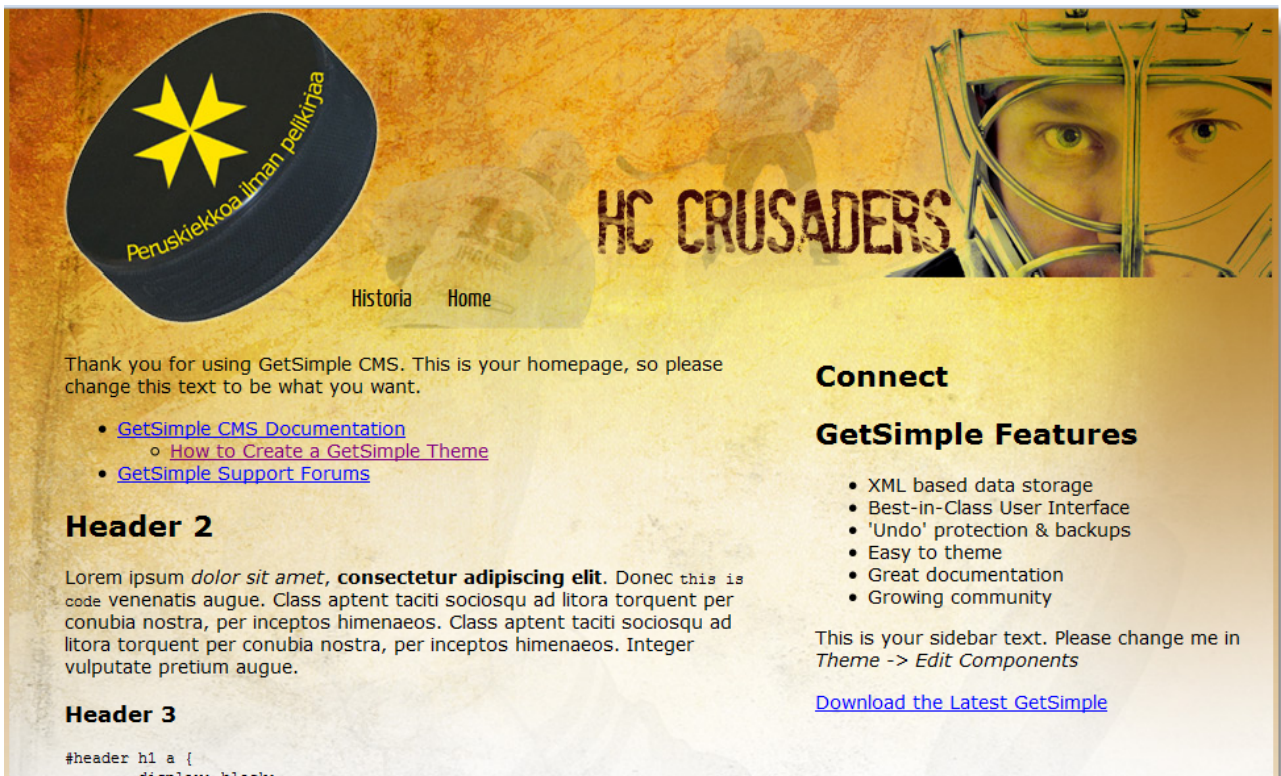 Peruskiekkoa ilman pelikirjaa
HC CRUSADERS
Historia Home
Thank you for using GetSimple CMS. This is your homepage, so please
change this text to be what you want.
GetSimple CMS Documentation
How to Create a GetSimple Theme
GetSimple Support Forums
Header 2
Lorem ipsum dolor sit amet, consectetur adipiscing elit. Donec this is
code venenatis augue. Class aptent taciti sociosqu ad litora torquent per
conubia nostra, per inceptos himenaeos. Class aptent taciti sociosqu ad
litora torquent per conubia nostra, per inceptos himenaeos. Integer
vulputate pretium augue.
Header 3
#header h1 a {
Connect
GetSimple Features
XML based data storage
Best-in-Class User Interface
'Undo' protection & backups
Easy to theme
Great documentation
Growing community
This is your sidebar text. Please change me in
Theme -> Edit Components
Download the Latest GetSimple